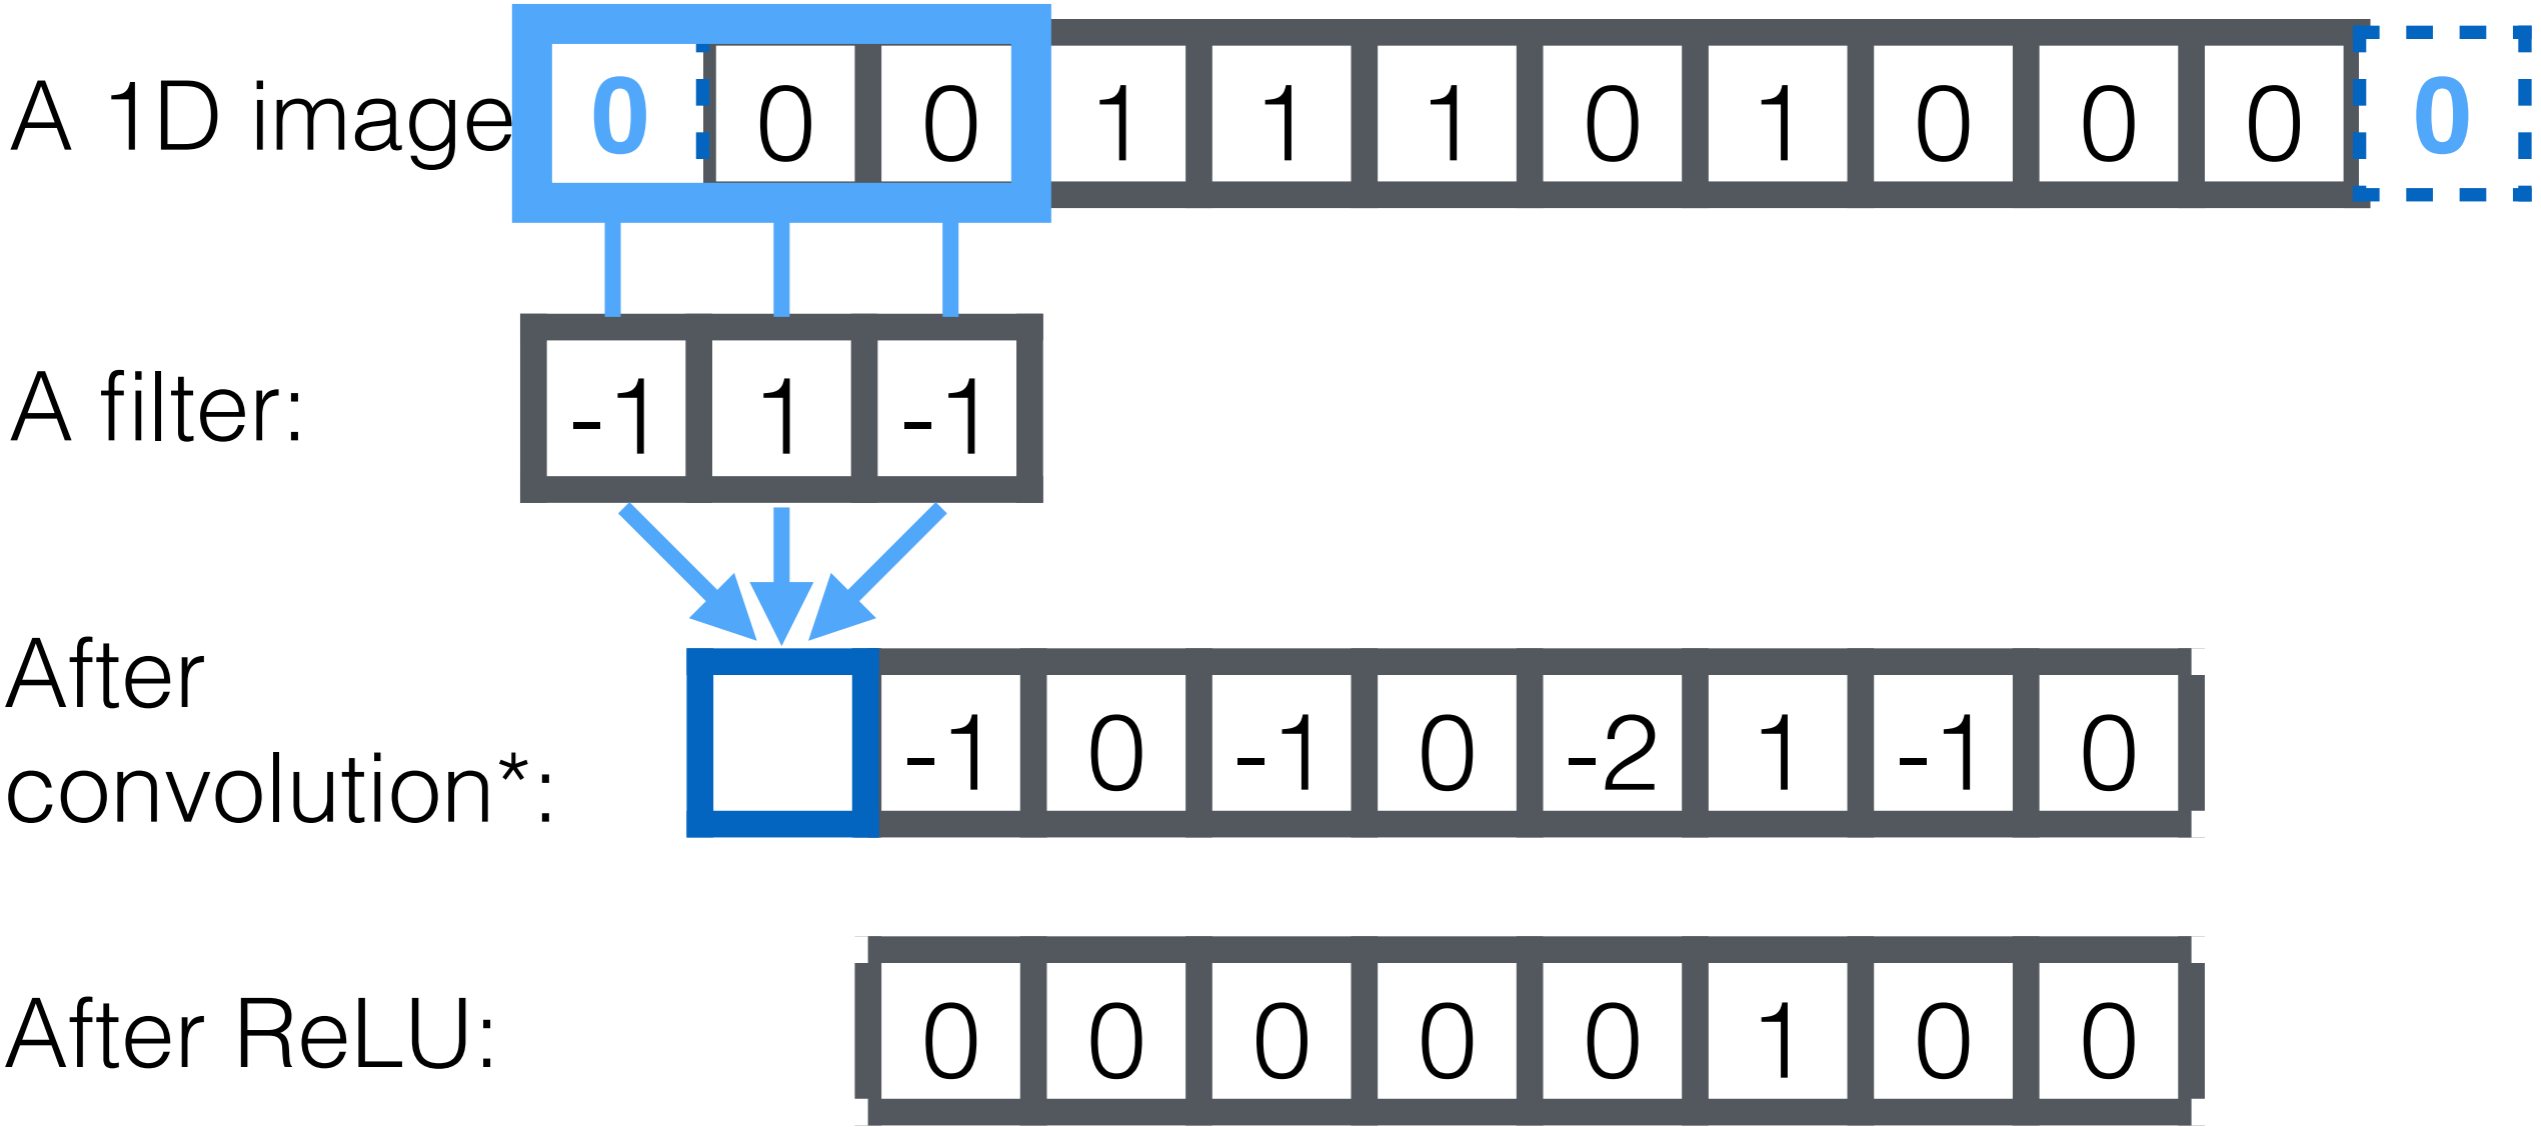 A 1D image 0 0 0 1 1 1 0 1 0 0 0 0
A filter: -1 1 -1
After
convolution*: -1 0 -1 0 -2 1 -1 0
After ReLU: 0 0 0 0 0 1 0 0